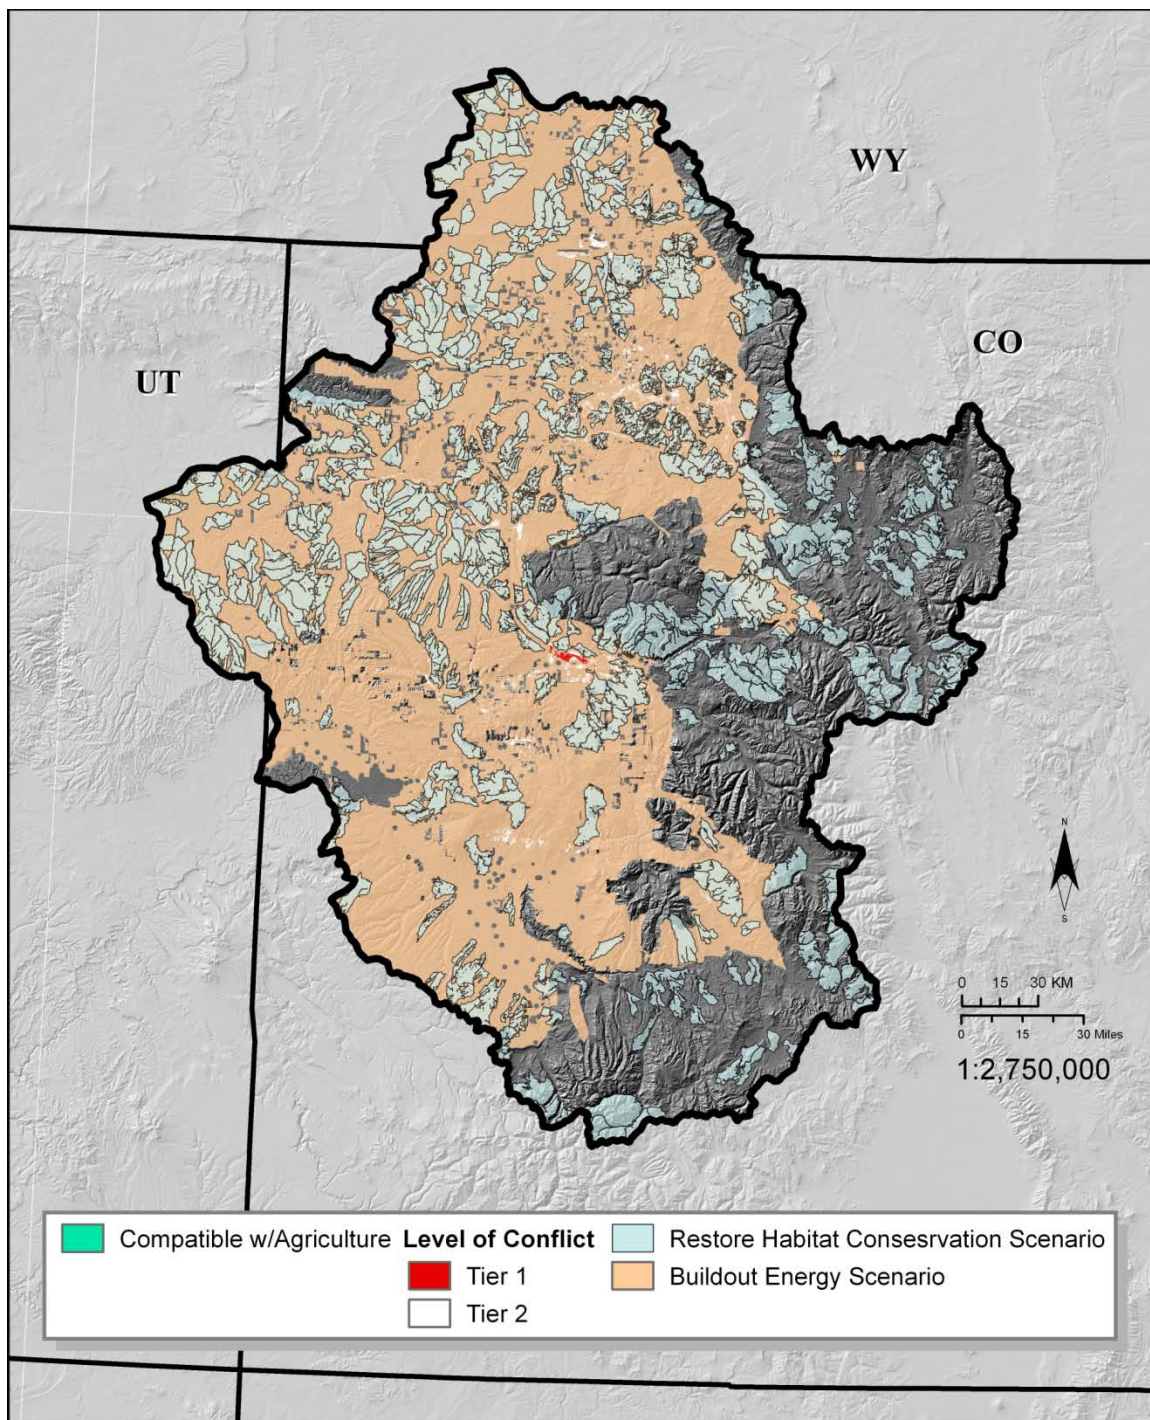 WY
CO
UT
N
S
0 15 30 KM
0 15 30 Miles
1:2,750,000
Compatible w/Agriculture
Level of Conflict
Tier 1
Tier 2
Restore Habitat Consesrvation Scenario
Buildout Energy Scenario